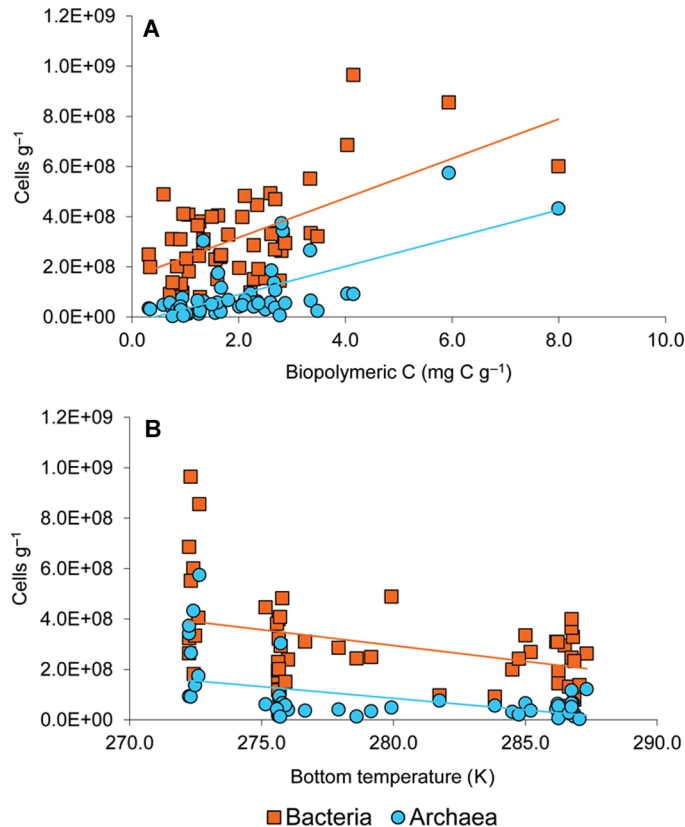 A
1.2E+09
1.0E+09
8.0E+08
6.0E+08
4.0E+08
2.0E+08
0.0E+00
Cells g⁻¹
0.0 2.0 4.0 6.0 8.0 10.0
Biopolymeric C (mg C g⁻¹)
B
1.2E+09
1.0E+09
8.0E+08
6.0E+08
4.0E+08
2.0E+08
0.0E+00
Cells g⁻¹
270.0 275.0 280.0 285.0 290.0
Bottom temperature (K)
Bacteria Archaea